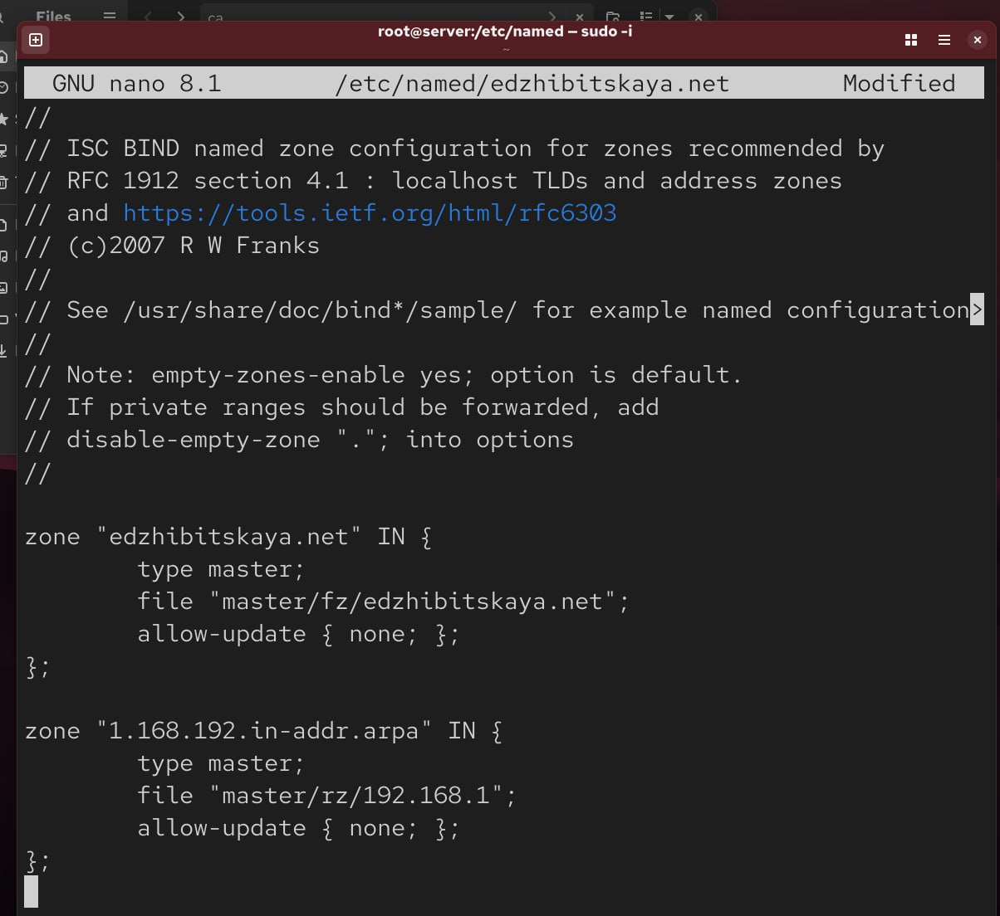 Files
ca
root@server:/etc/named — sudo -i
~
GNU nano 8.1 /etc/named/edzhibitskaya.net Modified
//
// ISC BIND named zone configuration for zones recommended by
// RFC 1912 section 4.1 : localhost TLDs and address zones
// and https://tools.ietf.org/html/rfc6303
// (c)2007 R W Franks
//
// See /usr/share/doc/bind*/sample/ for example named configuration>
//
// Note: empty-zones-enable yes; option is default.
// If private ranges should be forwarded, add
// disable-empty-zone "."; into options
//
zone "edzhibitskaya.net" IN {
type master;
file "master/fz/edzhibitskaya.net";
allow-update { none; };
};
zone "1.168.192.in-addr.arpa" IN {
type master;
file "master/rz/192.168.1";
allow-update { none; };
};